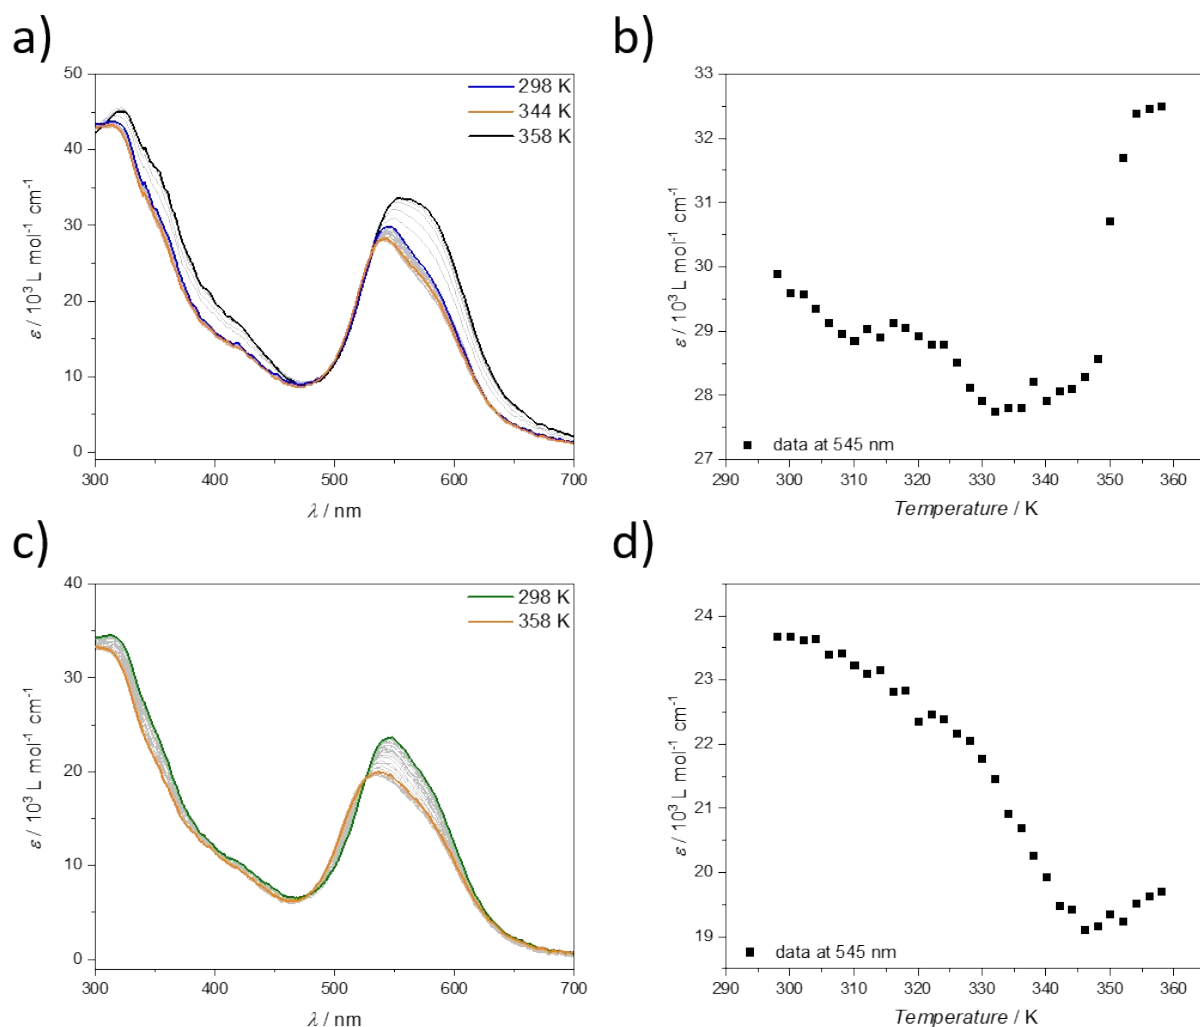 a)
50
40
30
20
10
0
ε / 10³ L mol⁻¹ cm⁻¹
298 K
344 K
358 K
300 400 500 600 700
λ / nm
b)
33
32
31
30
29
28
27
ε / 10³ L mol⁻¹ cm⁻¹
data at 545 nm
290 300 310 320 330 340 350 360
Temperature / K
c)
40
30
20
10
0
ε / 10³ L mol⁻¹ cm⁻¹
298 K
358 K
300 400 500 600 700
λ / nm
d)
24
23
22
21
20
19
ε / 10³ L mol⁻¹ cm⁻¹
data at 545 nm
290 300 310 320 330 340 350 360
Temperature / K